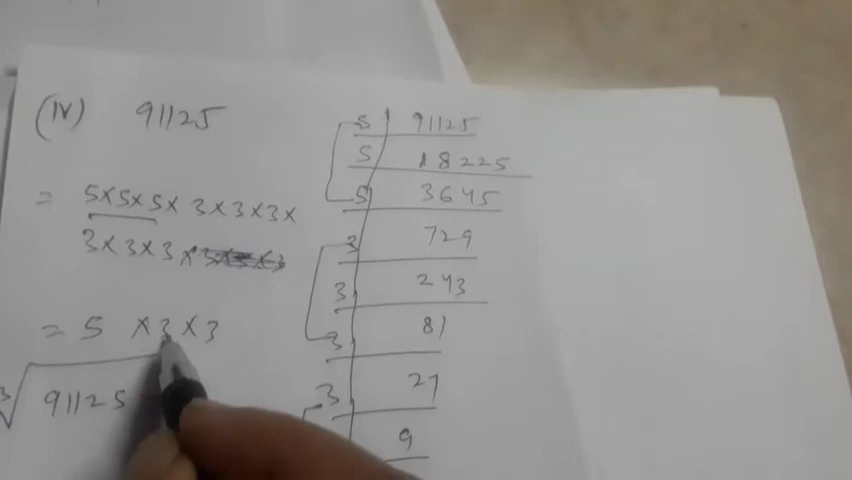 (IV) 91125
= 5×5×5× 3×3×3×
3×3×3×
= 5 ×3×3
3√91125
5 | 91125
5 | 18225
5 | 3645
3 | 729
3 | 243
3 | 81
3 | 27
9